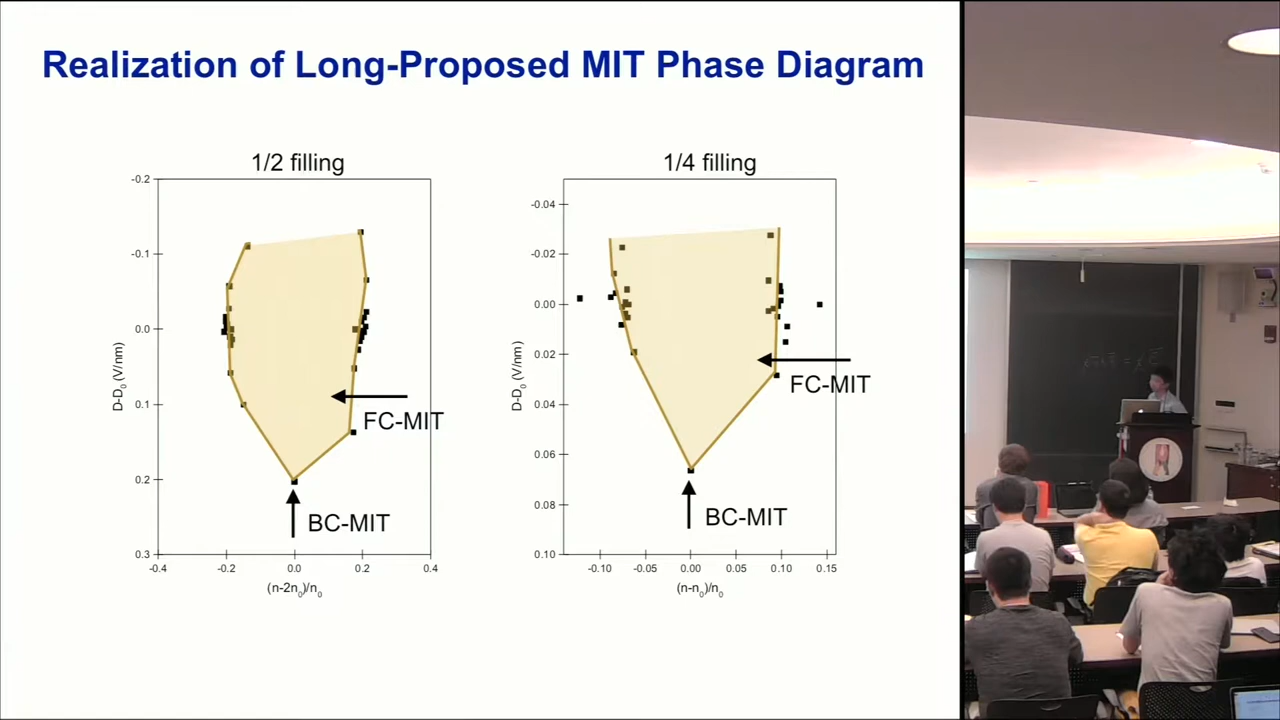 Realization of Long-Proposed MIT Phase Diagram
1/2 filling
-0.2
-0.1
0.0
0.1
0.2
0.3
D-D₀ (V/nm)
-0.4
-0.2
0.0
0.2
0.4
(n-2n₀)/n₀
FC-MIT
BC-MIT
1/4 filling
-0.04
-0.02
0.00
0.02
0.04
0.06
0.08
0.10
D-D₀ (V/nm)
-0.10
-0.05
0.00
0.05
0.10
0.15
(n-n₀)/n₀
FC-MIT
BC-MIT